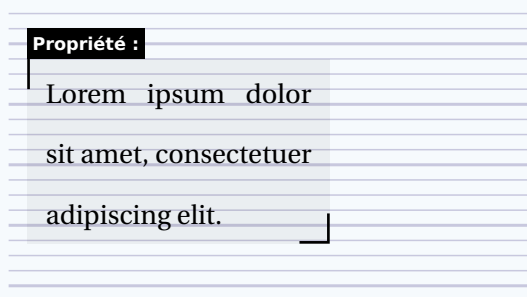 Propriété :
Lorem ipsum dolor
sit amet, consectetuer
adipiscing elit.